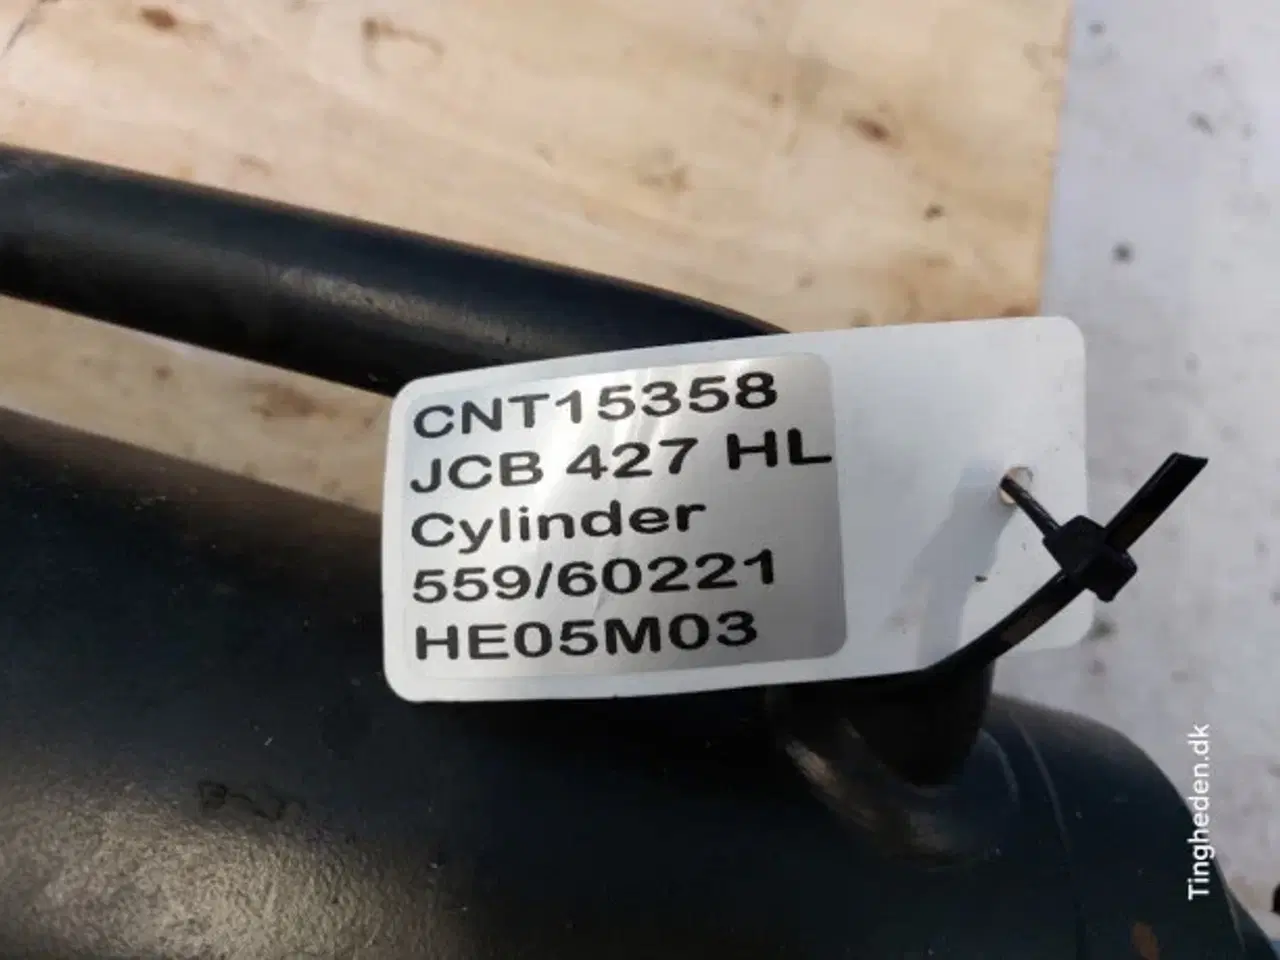 CNT15358
JCB 427 HL
Cylinder
559/60221
HE05M03
Tingheden.dk